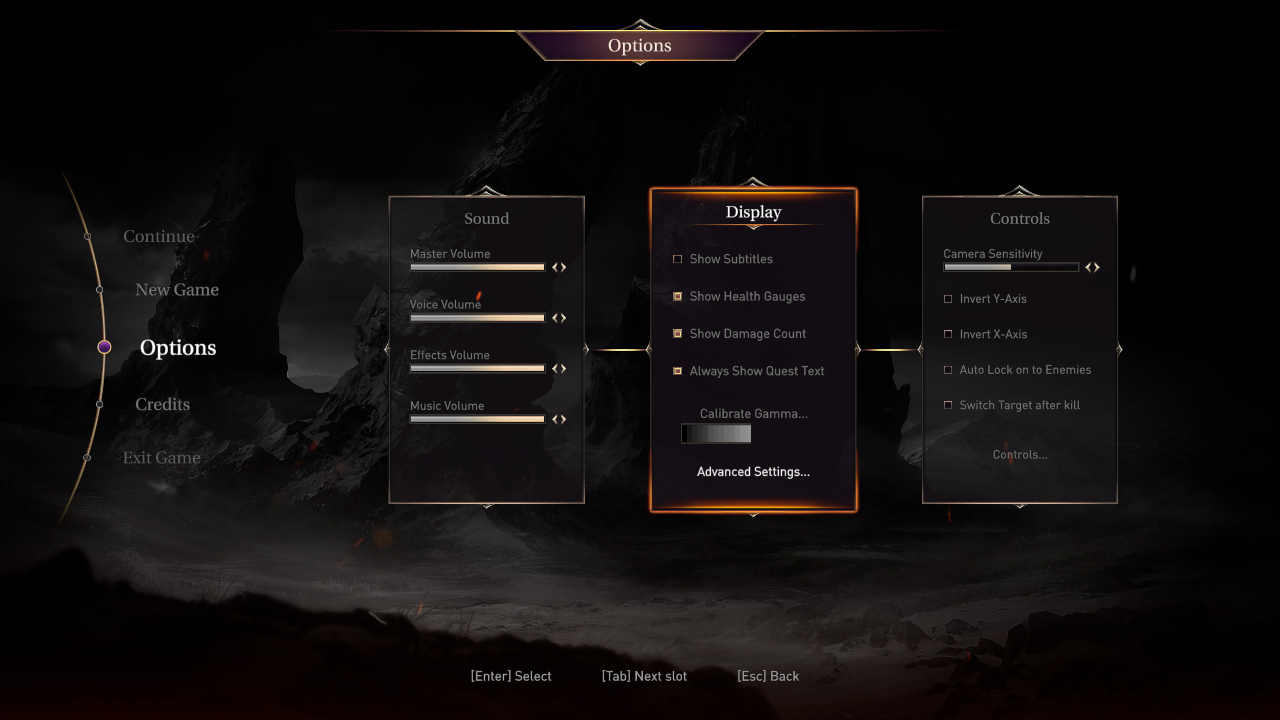 Options
Continue
New Game
Options
Credits
Exit Game
Sound
Master Volume
Voice Volume
Effects Volume
Music Volume
Display
Show Subtitles
Show Health Gauges
Show Damage Count
Always Show Quest Text
Calibrate Gamma...
Advanced Settings...
Controls
Camera Sensitivity
Invert Y-Axis
Invert X-Axis
Auto Lock on to Enemies
Switch Target after kill
Controls...
[Enter] Select [Tab] Next slot [Esc] Back